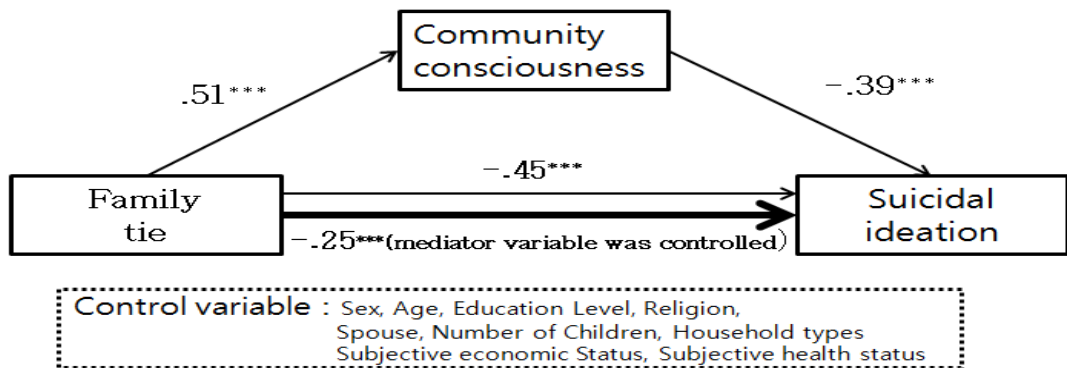 Community
consciousness
.51***
-.39***
-.45***
Family
tie
Suicidal
ideation
-.25***(mediator variable was controlled)
Control variable : Sex, Age, Education Level, Religion,
Spouse, Number of Children, Household types
Subjective economic Status, Subjective health status